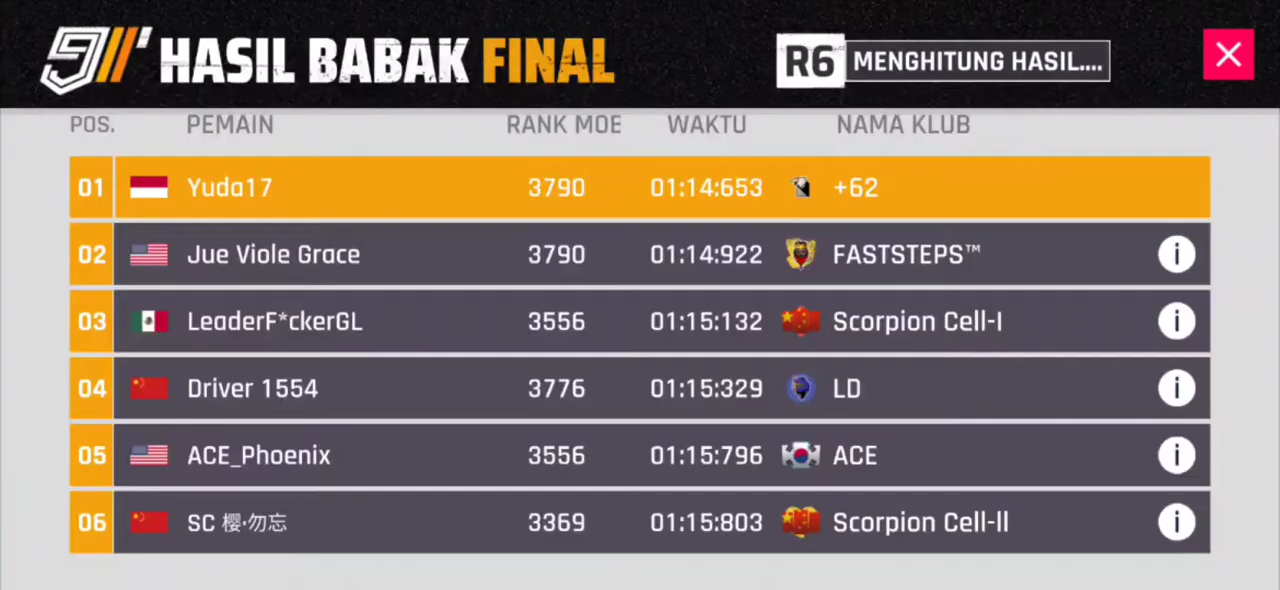 HASIL BABAK FINAL
R6 MENGHITUNG HASIL....
POS. PEMAIN RANK MOE WAKTU NAMA KLUB
01 Yuda17 3790 01:14:653 +62
02 Jue Viole Grace 3790 01:14:922 FASTSTEPS™ i
03 LeaderF*ckerGL 3556 01:15:132 Scorpion Cell-I i
04 Driver 1554 3776 01:15:329 LD i
05 ACE_Phoenix 3556 01:15:796 ACE i
06 SC 樱·勿忘 3369 01:15:803 Scorpion Cell-ll i